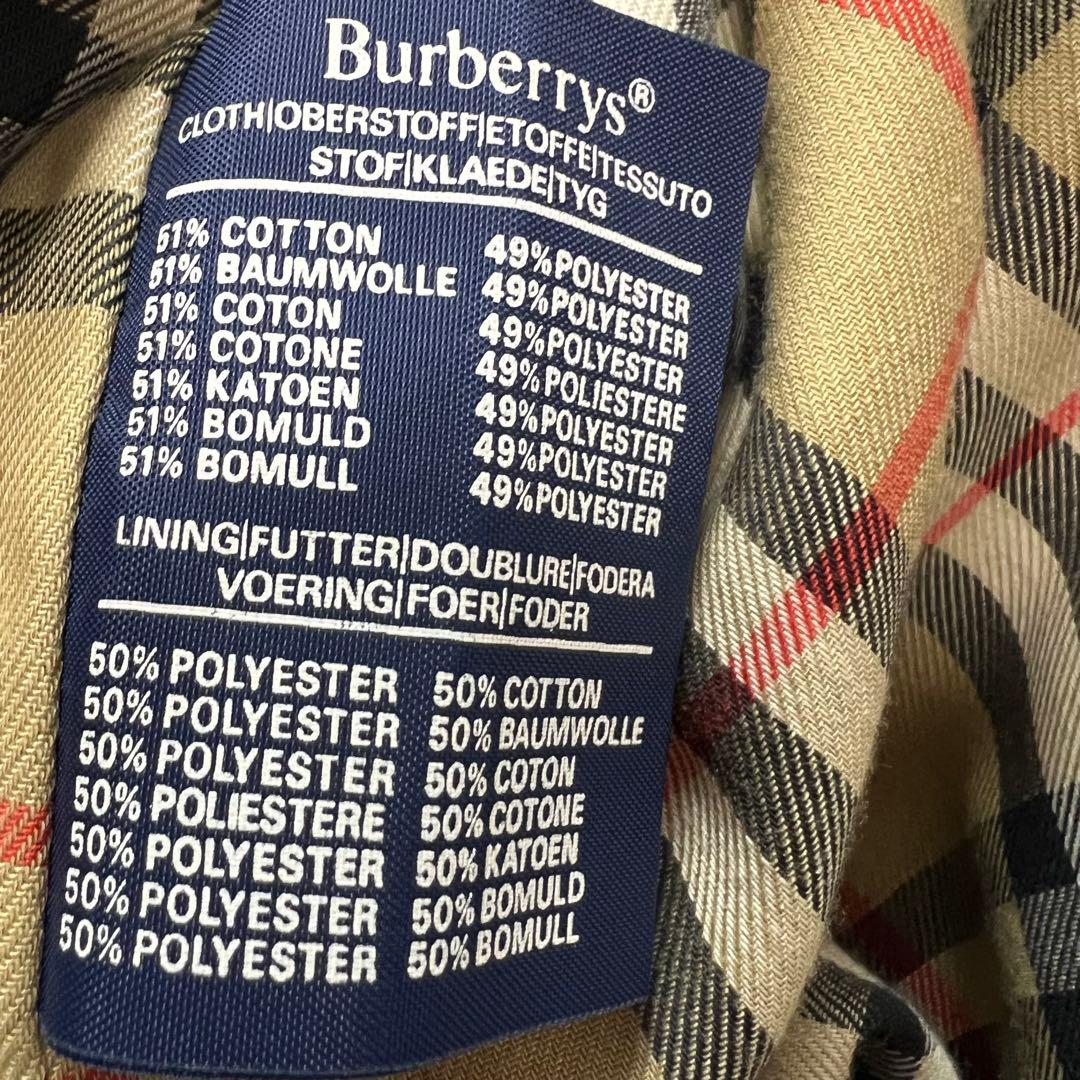 Burberrys®
CLOTH|OBERSTOFF|ETOFFE|TESSUTO
STOF|KLAEDE|TYG
51% COTTON 49% POLYESTER
51% BAUMWOLLE 49% POLYESTER
51% COTON 49% POLYESTER
51% COTONE 49% POLIESTERE
51% KATOEN 49% POLYESTER
51% BOMULD 49% POLYESTER
51% BOMULL 49% POLYESTER
LINING|FUTTER|DOUBLURE|FODERA
VOERING|FOER|FODER
50% POLYESTER 50% COTTON
50% POLYESTER 50% BAUMWOLLE
50% POLYESTER 50% COTON
50% POLIESTERE 50% COTONE
50% POLYESTER 50% KATOEN
50% POLYESTER 50% BOMULD
50% POLYESTER 50% BOMULL